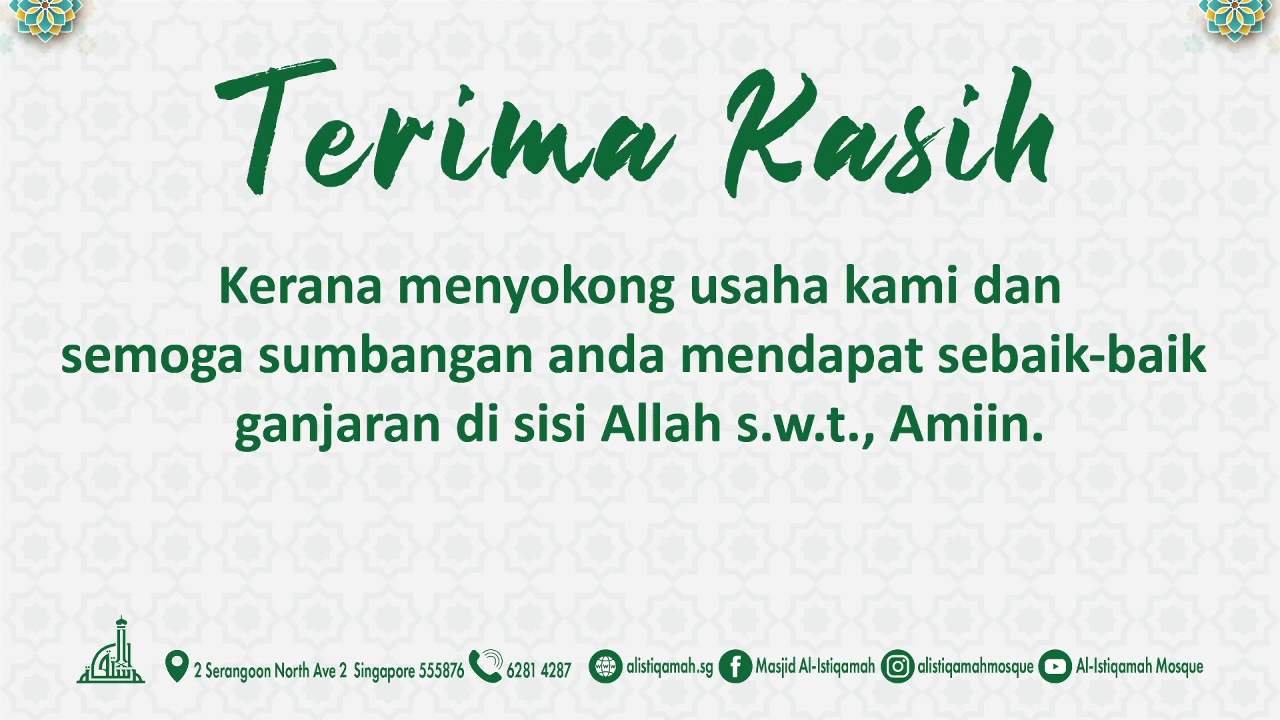 Terima Kasih
Kerana menyokong usaha kami dan
semoga sumbangan anda mendapat sebaik-baik
ganjaran di sisi Allah s.w.t., Amiin.
2 Serangoon North Ave 2 Singapore 555876 6281 4287 alistiqamah.sg Masjid Al-Istiqamah alistiqamahmosque Al-Istiqamah Mosque